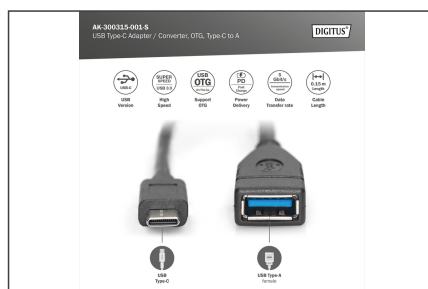 AK-300315-001-S
USB Type-C Adapter / Converter, OTG, Type-C to A
DIGITUS®
USB-C
SUPER
SPEED
USB 3.0
USB
OTG
PD
5
Gbit/s
0.15 m
Length
USB
Version
High
Speed
Support
OTG
Power
Delivery
Data
Transfer rate
Cable
Length
USB
Type-C
USB Type-A
female